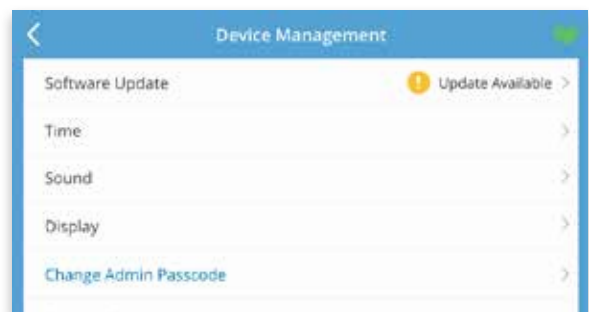 Device Management
Software Update Update Available
Time
Sound
Display
Change Admin Passcode